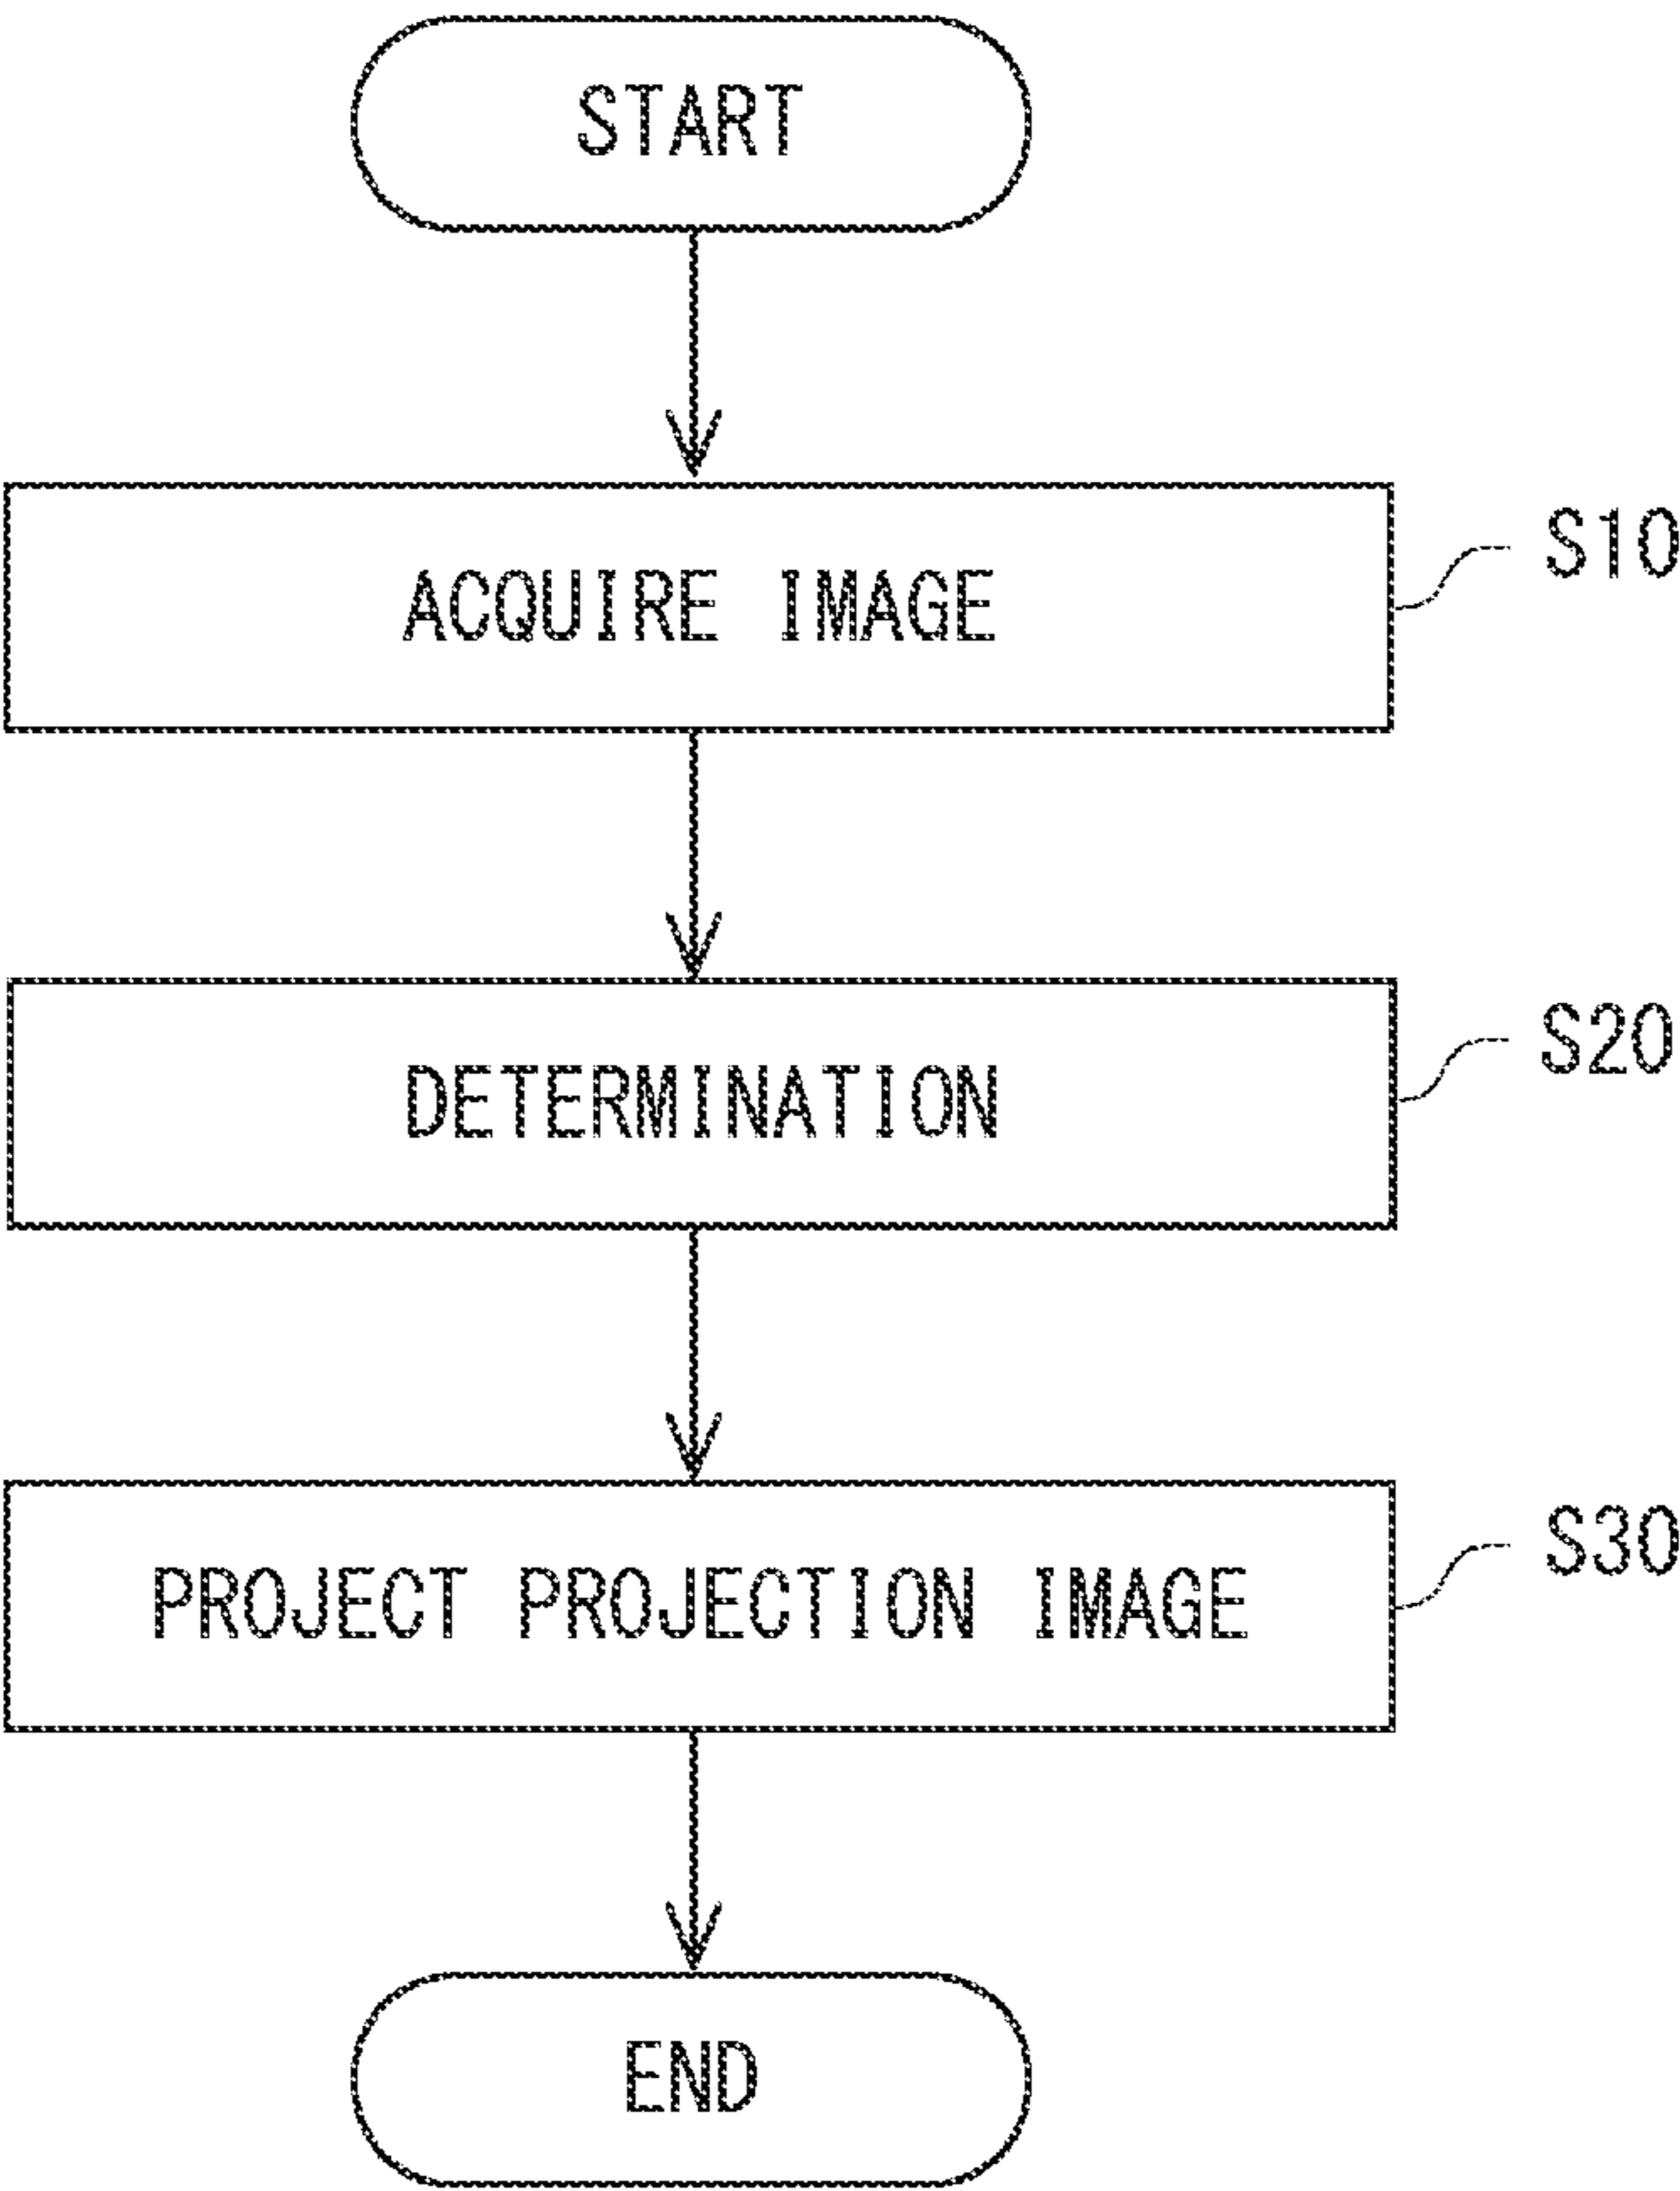 START
ACQUIRE IMAGE
S10
DETERMINATION
S20
PROJECT PROJECTION IMAGE
S30
END